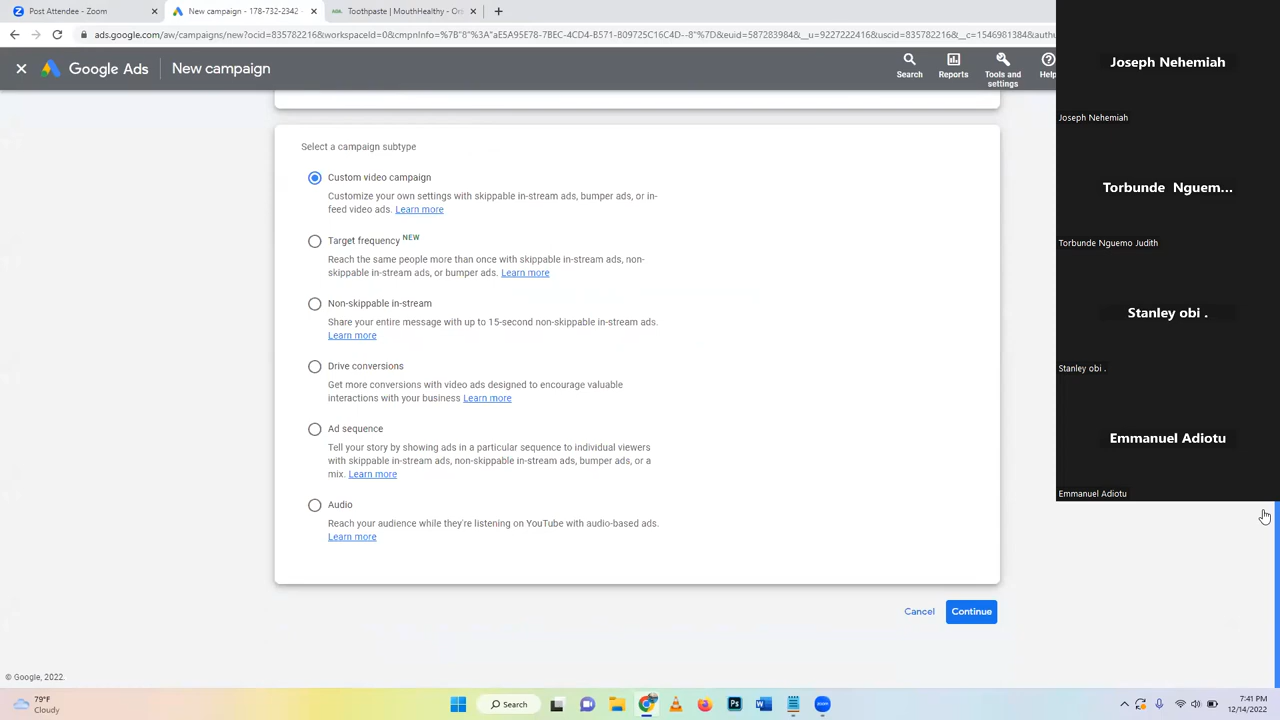 Post Attendee - Zoom
New campaign - 178-732-2342
Toothpaste | MouthHealthy - Or
ads.google.com/aw/campaigns/new?ocid=835782216&workspaceId=0&cmpnInfo=%7B"8"%3A"aE5A95E78-7BEC-4CD4-B571-B09725C16C4D--8"%7D&euid=587283984&__u=9227222416&uscid=835782216&__c=1546981384&authu
Google Ads
New campaign
Search
Reports
Tools and
settings
Help
Select a campaign subtype
Custom video campaign
Customize your own settings with skippable in-stream ads, bumper ads, or in-
feed video ads. Learn more
Target frequency NEW
Reach the same people more than once with skippable in-stream ads, non-
skippable in-stream ads, or bumper ads. Learn more
Non-skippable in-stream
Share your entire message with up to 15-second non-skippable in-stream ads.
Learn more
Drive conversions
Get more conversions with video ads designed to encourage valuable
interactions with your business Learn more
Ad sequence
Tell your story by showing ads in a particular sequence to individual viewers
with skippable in-stream ads, non-skippable in-stream ads, bumper ads, or a
mix. Learn more
Audio
Reach your audience while they're listening on YouTube with audio-based ads.
Learn more
Cancel
Continue
© Google, 2022.
Joseph Nehemiah
Joseph Nehemiah
Torbunde Nguem...
Torbunde Nguemo Judith
Stanley obi .
Stanley obi .
Emmanuel Adiotu
Emmanuel Adiotu
79°F
Cloudy
Search
7:41 PM
12/14/2022